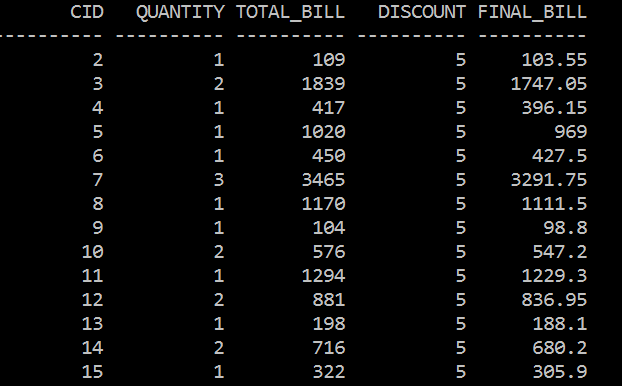 CID QUANTITY TOTAL_BILL DISCOUNT FINAL_BILL
---------- ---------- ---------- ---------- ----------
2 1 109 5 103.55
3 2 1839 5 1747.05
4 1 417 5 396.15
5 1 1020 5 969
6 1 450 5 427.5
7 3 3465 5 3291.75
8 1 1170 5 1111.5
9 1 104 5 98.8
10 2 576 5 547.2
11 1 1294 5 1229.3
12 2 881 5 836.95
13 1 198 5 188.1
14 2 716 5 680.2
15 1 322 5 305.9